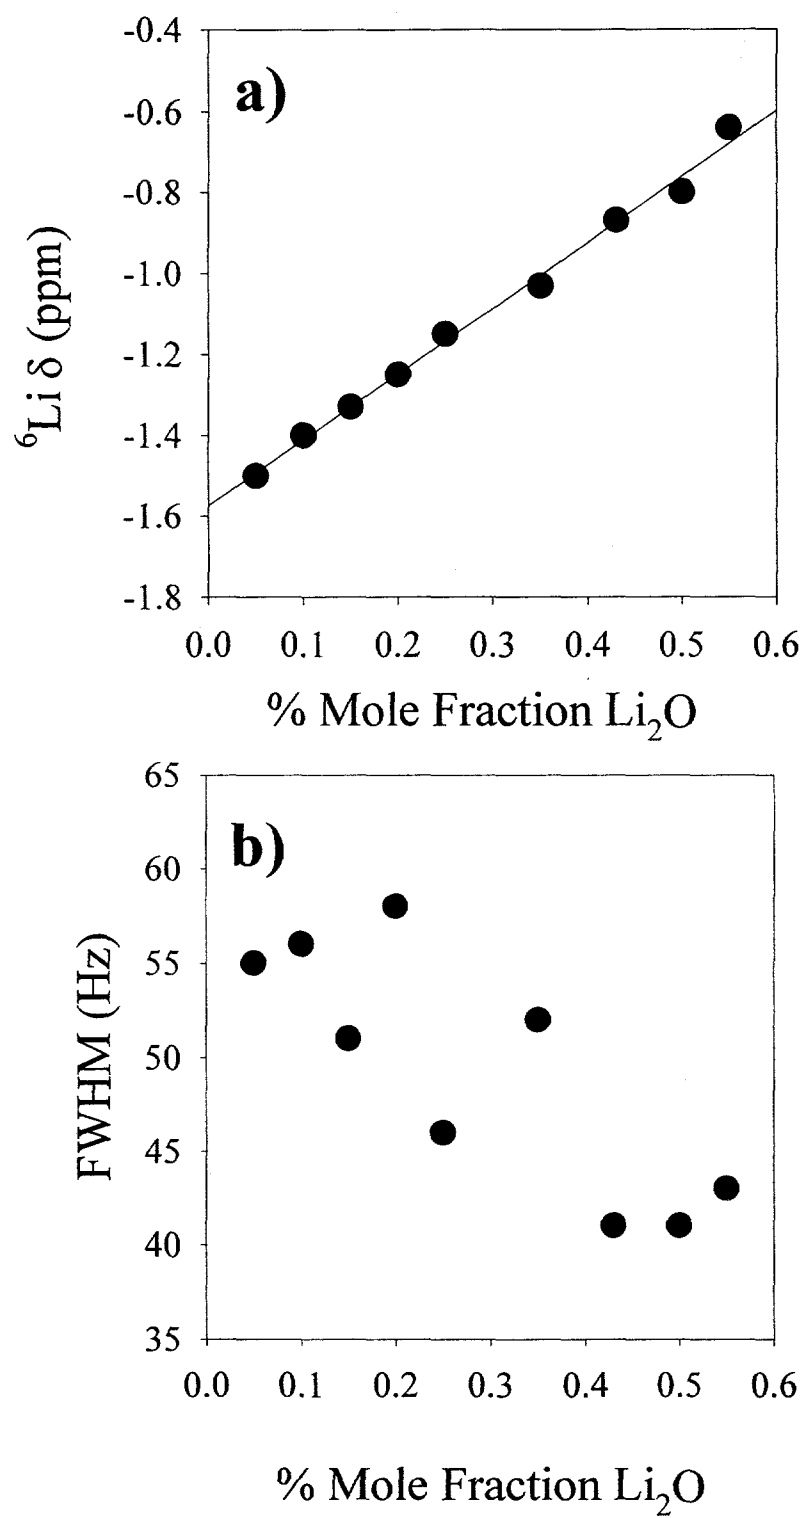 a)
-0.4
-0.6
-0.8
-1.0
-1.2
-1.4
-1.6
-1.8
⁶Li δ (ppm)
0.0 0.1 0.2 0.3 0.4 0.5 0.6
% Mole Fraction Li₂O
b)
65
60
55
50
45
40
35
FWHM (Hz)
0.0 0.1 0.2 0.3 0.4 0.5 0.6
% Mole Fraction Li₂O